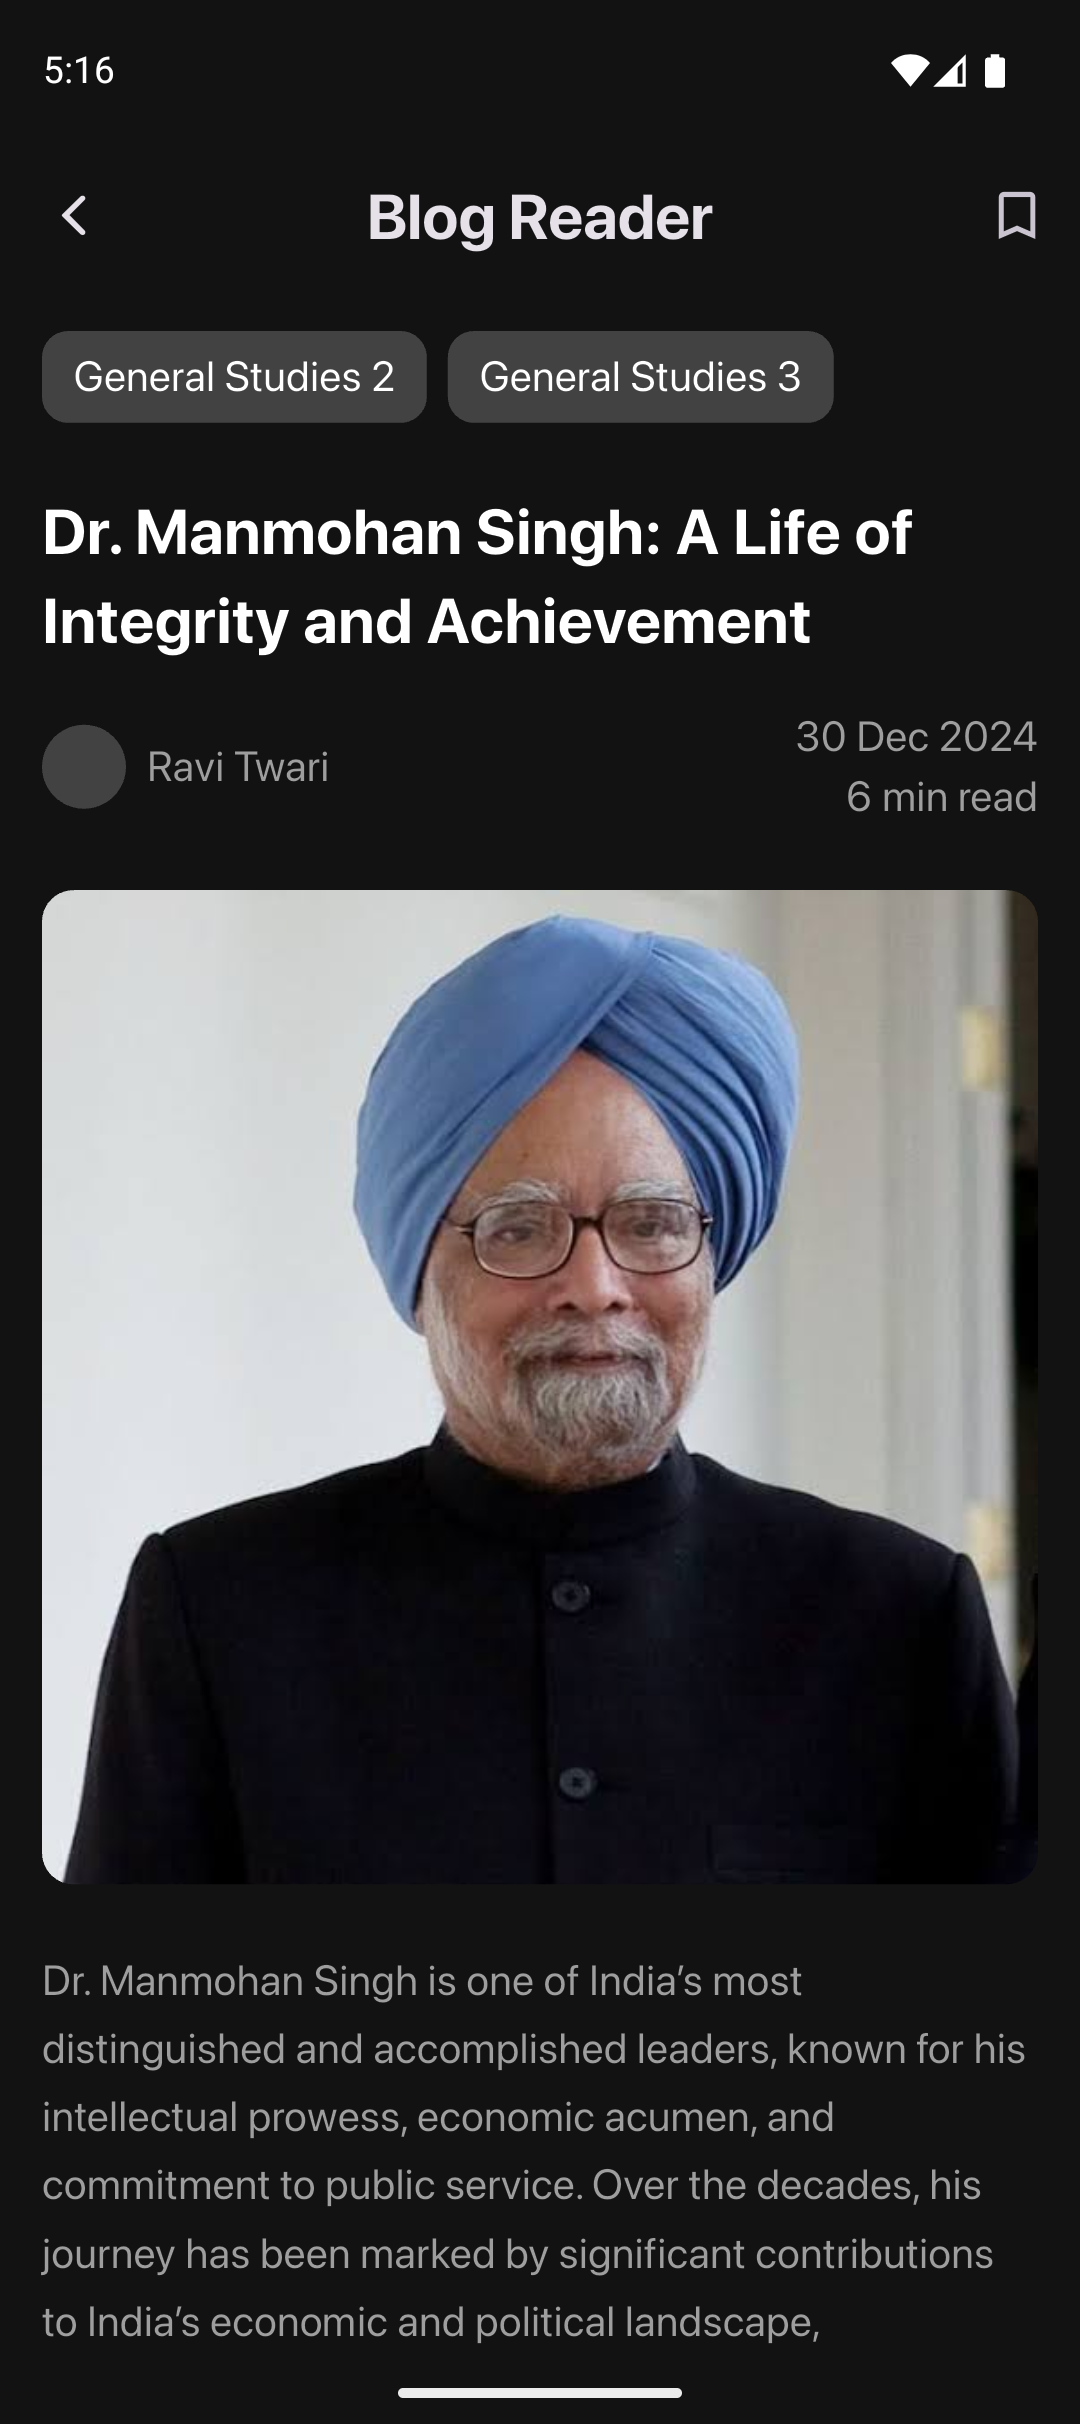 5:16
Blog Reader
General Studies 2
General Studies 3
Dr. Manmohan Singh: A Life of
Integrity and Achievement
Ravi Twari
30 Dec 2024
6 min read
Dr. Manmohan Singh is one of India’s most
distinguished and accomplished leaders, known for his
intellectual prowess, economic acumen, and
commitment to public service. Over the decades, his
journey has been marked by significant contributions
to India’s economic and political landscape,